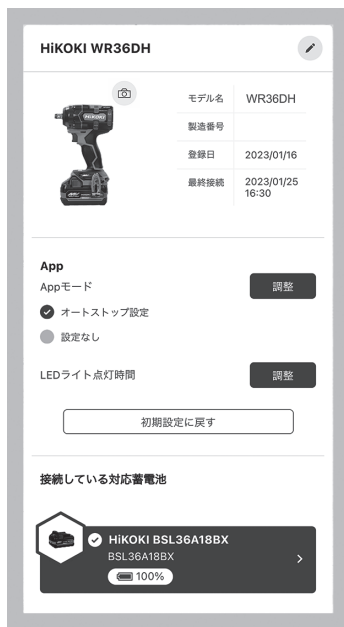 HiKOKI WR36DH
モデル名 WR36DH
製造番号
登録日 2023/01/16
最終接続 2023/01/25
16:30
HiKOKI
App
Appモード 調整
オートストップ設定
設定なし
LEDライト点灯時間 調整
初期設定に戻す
接続している対応蓄電池
HiKOKI BSL36A18BX
BSL36A18BX
100%